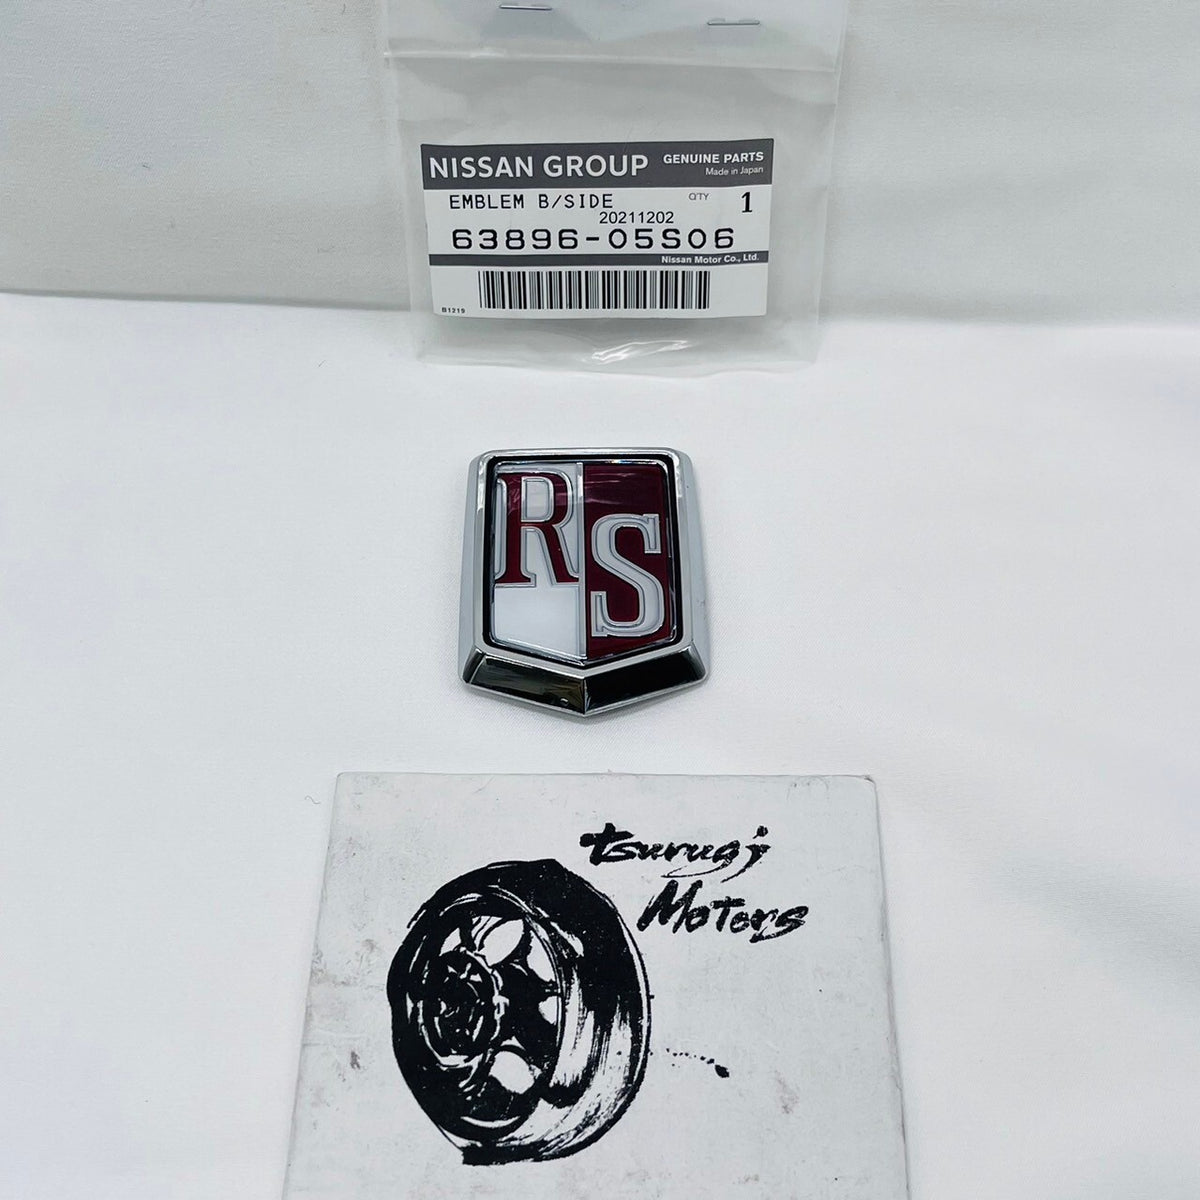 NISSAN GROUP GENUINE PARTS
Made in Japan
EMBLEM B/SIDE Q'TY 1
20211202
63896-05S06
Nissan Motor Co., Ltd.
B1219
RS
tsurugi
Motors